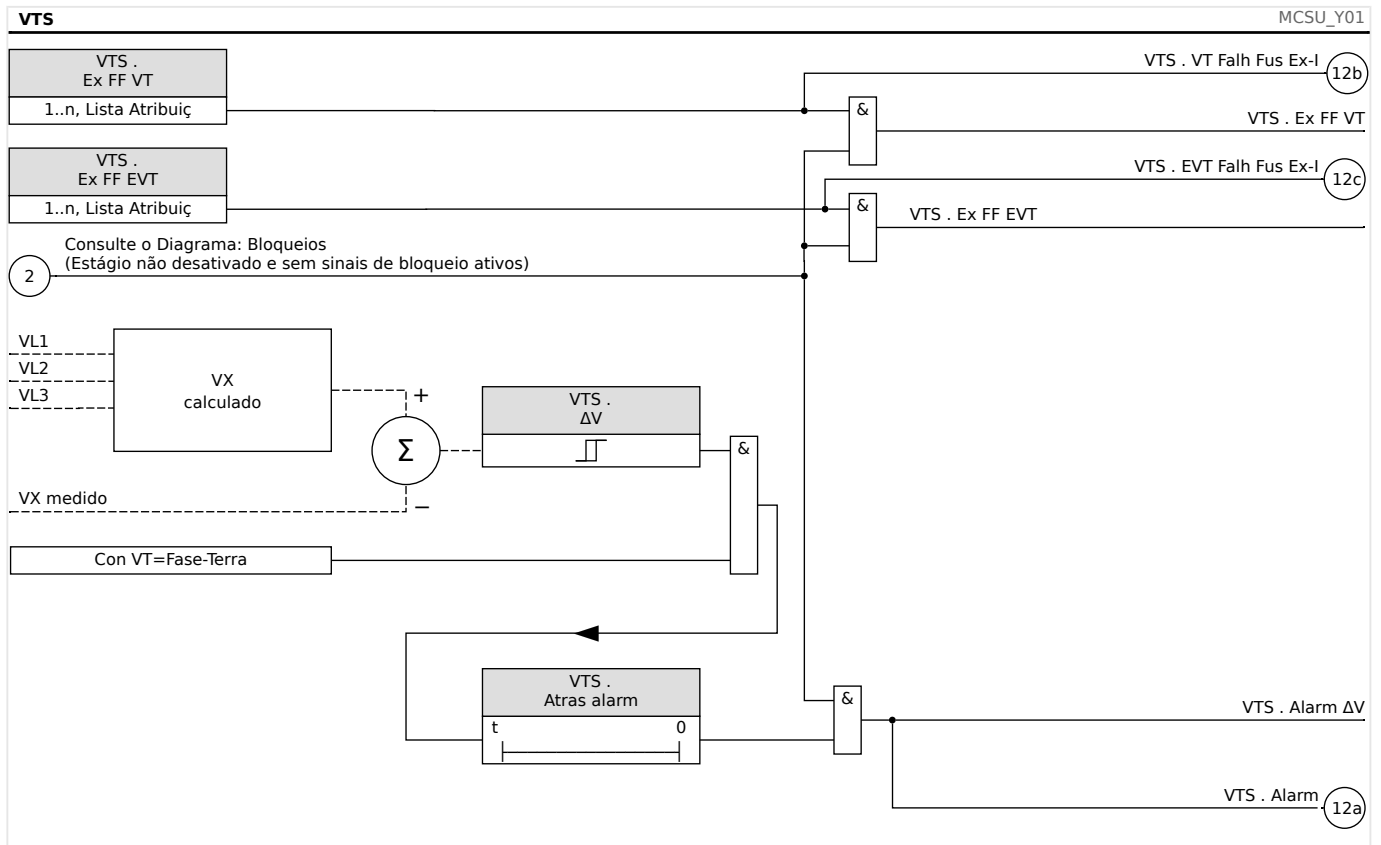 VTS
MCSU_Y01
VTS .
Ex FF VT
1..n, Lista Atribuiç
VTS . VT Falh Fus Ex-I
12b
&
VTS . Ex FF VT
VTS .
Ex FF EVT
1..n, Lista Atribuiç
VTS . EVT Falh Fus Ex-I
12c
&
VTS . Ex FF EVT
Consulte o Diagrama: Bloqueios
(Estágio não desativado e sem sinais de bloqueio ativos)
2
VL1
VL2
VL3
VX
calculado
+
Σ
−
VTS .
ΔV
&
VX medido
Con VT=Fase-Terra
VTS .
Atras alarm
t
0
&
VTS . Alarm ΔV
VTS . Alarm
12a